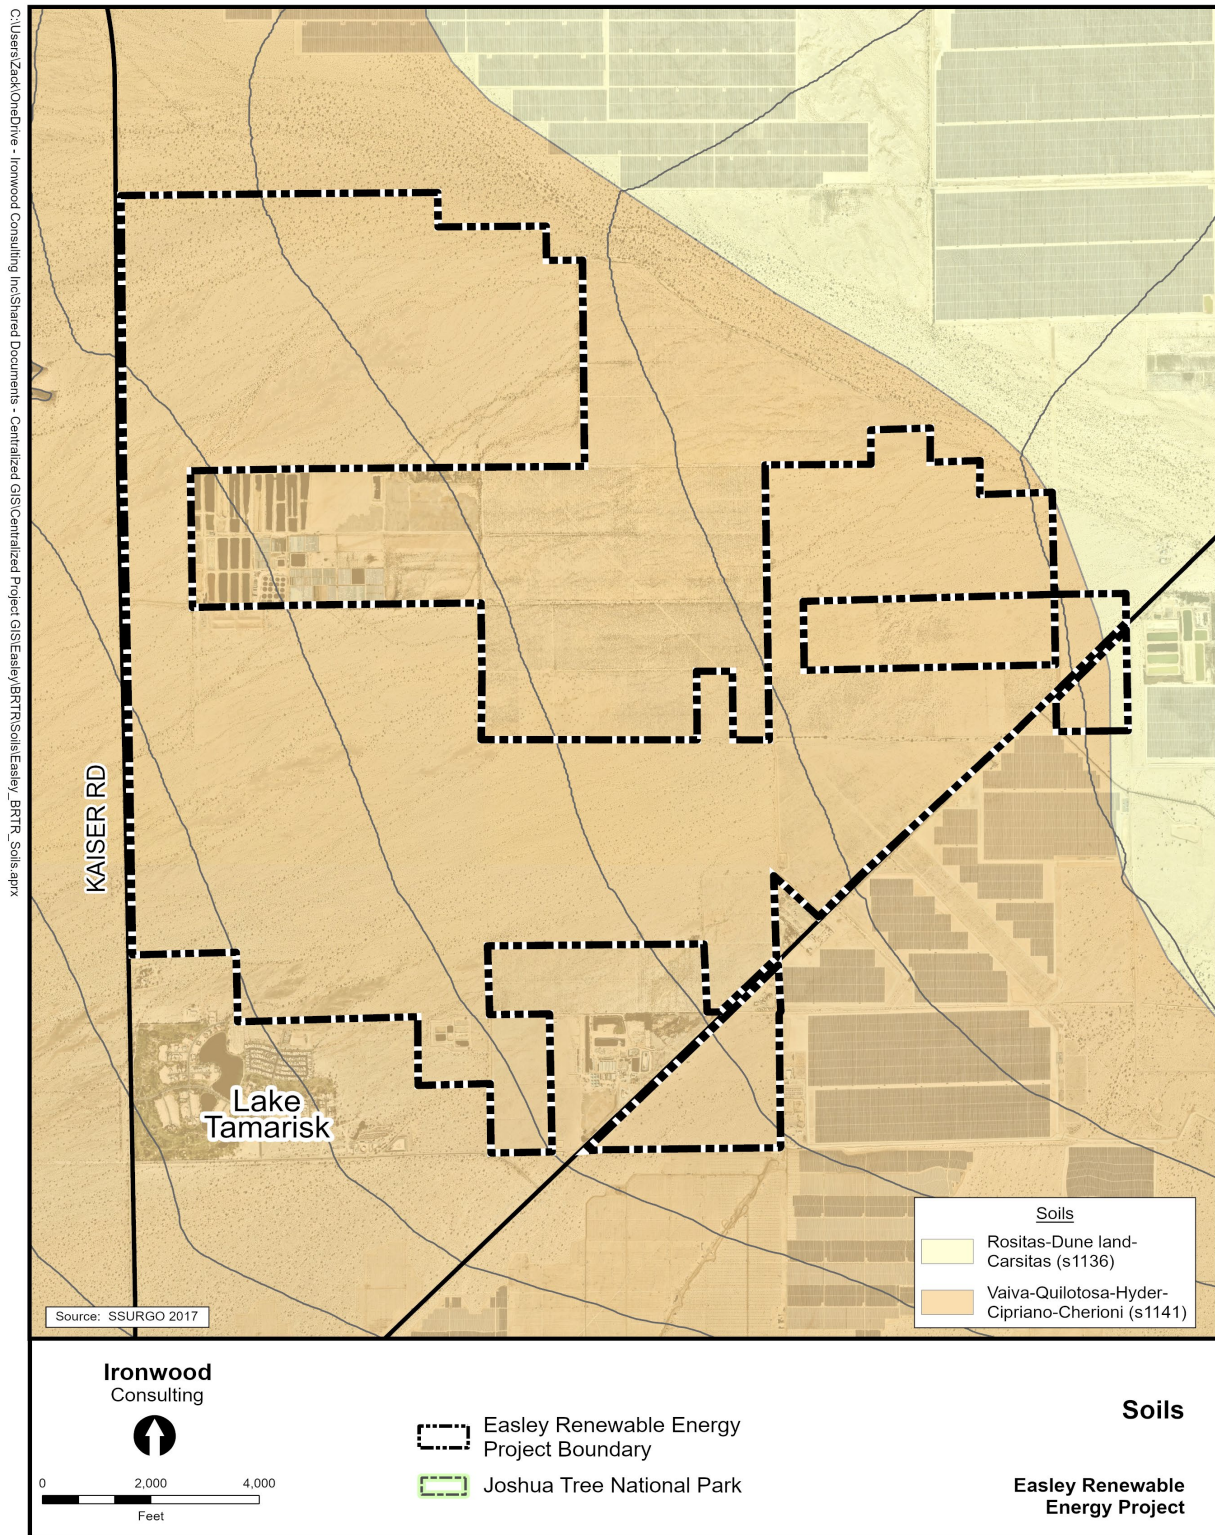 C:\Users\Zack\OneDrive - Ironwood Consulting Inc\Shared Documents - Centralized GIS\Centralized Project GIS\Easley\BRTR\Soils\Easley_BRTR_Soils.aprx
KAISER RD
Lake
Tamarisk
Soils
Rositas-Dune land-
Carsitas (s1136)
Vaiva-Quilotosa-Hyder-
Cipriano-Cherioni (s1141)
Source: SSURGO 2017
Ironwood
Consulting
0 2,000 4,000
Feet
Easley Renewable Energy
Project Boundary
Joshua Tree National Park
Soils
Easley Renewable
Energy Project